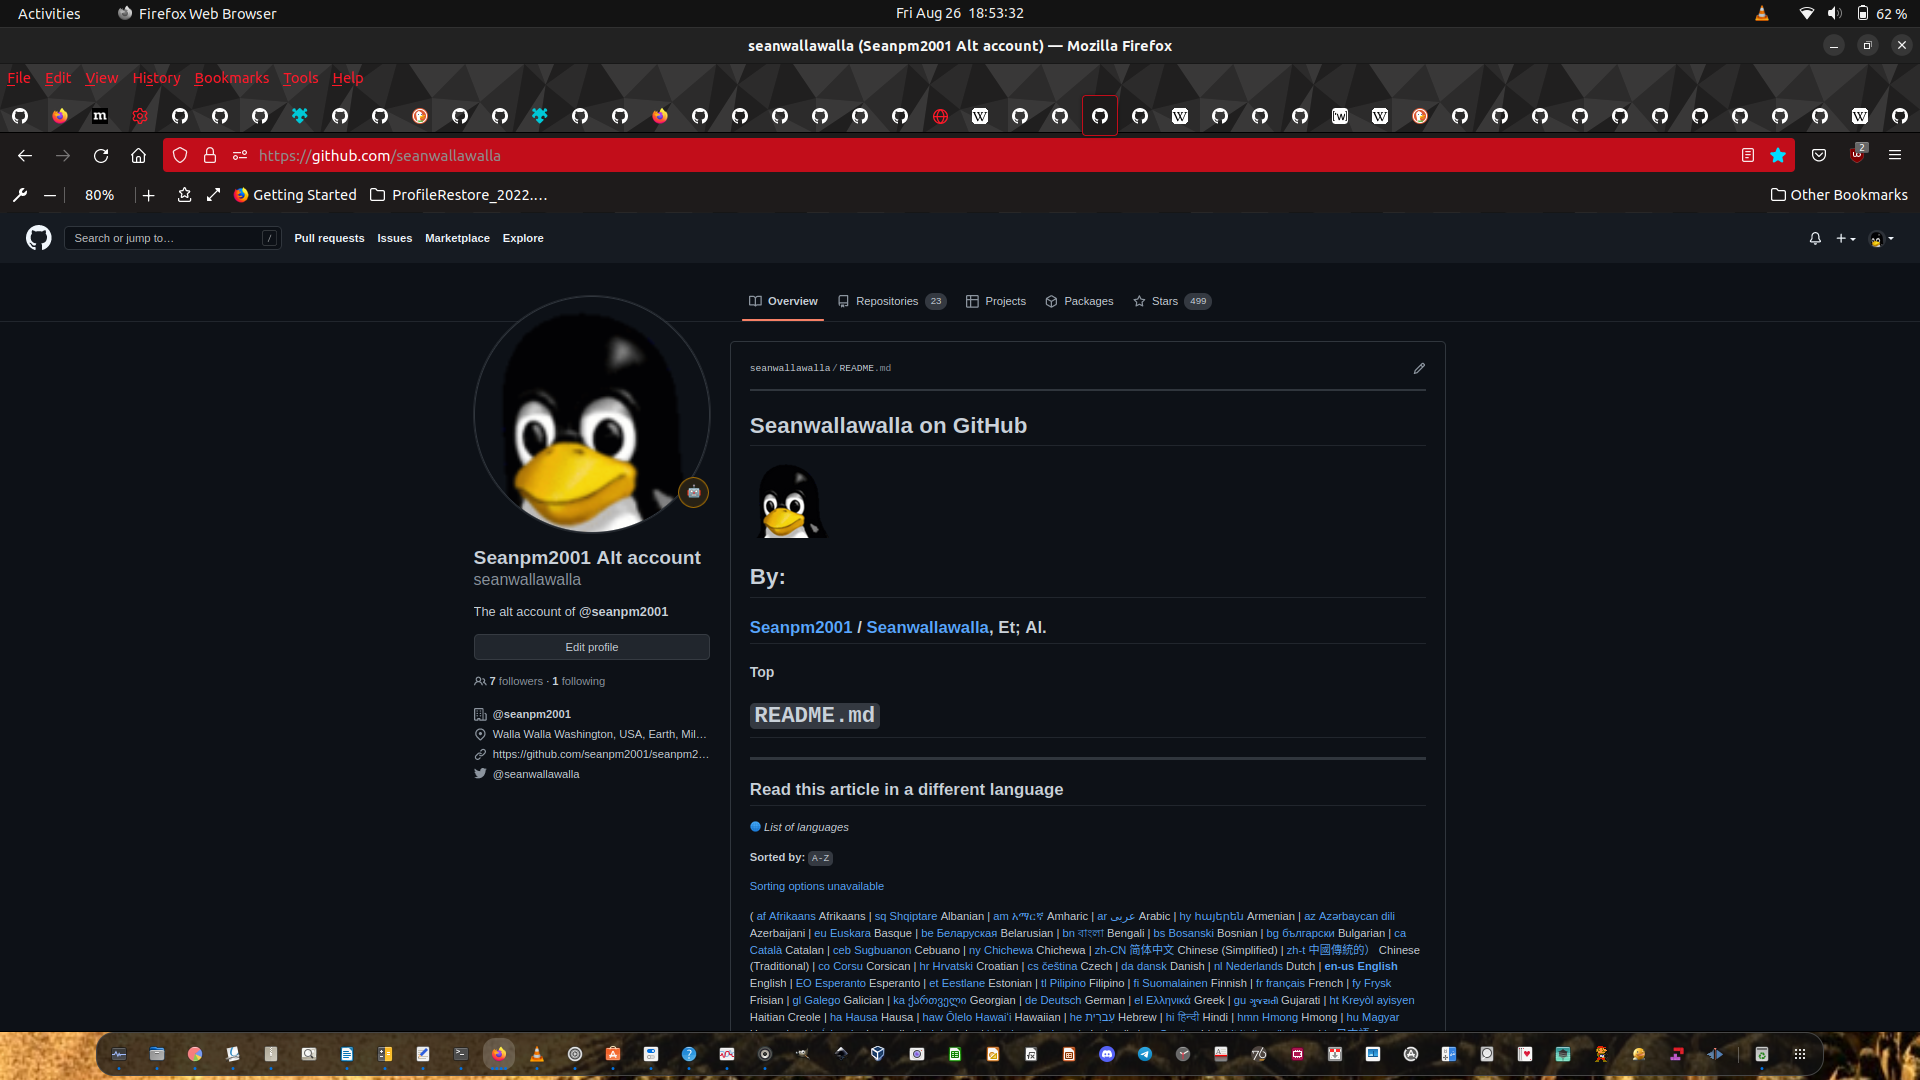 Activities Firefox Web Browser Fri Aug 26 18:53:32 62 %
seanwallawalla (Seanpm2001 Alt account) — Mozilla Firefox
File Edit View History Bookmarks Tools Help
https://github.com/seanwallawalla 2
80% Getting Started ProfileRestore_2022.... Other Bookmarks
Search or jump to... / Pull requests Issues Marketplace Explore
Overview Repositories 23 Projects Packages Stars 499
seanwallawalla/README.md
Seanwallawalla on GitHub
Seanpm2001 Alt account
seanwallawalla
The alt account of @seanpm2001
Edit profile
7 followers · 1 following
@seanpm2001
Walla Walla Washington, USA, Earth, Mil...
https://github.com/seanpm2001/seanpm2...
@seanwallawalla
By:
Seanpm2001 / Seanwallawalla, Et; Al.
Top
README.md
Read this article in a different language
List of languages
Sorted by: A-Z
Sorting options unavailable
( af Afrikaans Afrikaans | sq Shqiptare Albanian | am አማርኛ Amharic | ar عربى Arabic | hy հայերեն Armenian | az Azərbaycan dili
Azerbaijani | eu Euskara Basque | be Беларуская Belarusian | bn বাংলা Bengali | bs Bosanski Bosnian | bg български Bulgarian | ca
Català Catalan | ceb Sugbuanon Cebuano | ny Chichewa Chichewa | zh-CN 简体中文 Chinese (Simplified) | zh-t 中國傳統的） Chinese
(Traditional) | co Corsu Corsican | hr Hrvatski Croatian | cs čeština Czech | da dansk Danish | nl Nederlands Dutch | en-us English
English | EO Esperanto Esperanto | et Eestlane Estonian | tl Pilipino Filipino | fi Suomalainen Finnish | fr français French | fy Frysk
Frisian | gl Galego Galician | ka ქართველი Georgian | de Deutsch German | el Ελληνικά Greek | gu ગુજરાતી Gujarati | ht Kreyòl ayisyen
Haitian Creole | ha Hausa Hausa | haw Ōlelo Hawaiʻi Hawaiian | he עִברִית Hebrew | hi हिन्दी Hindi | hmn Hmong Hmong | hu Magyar